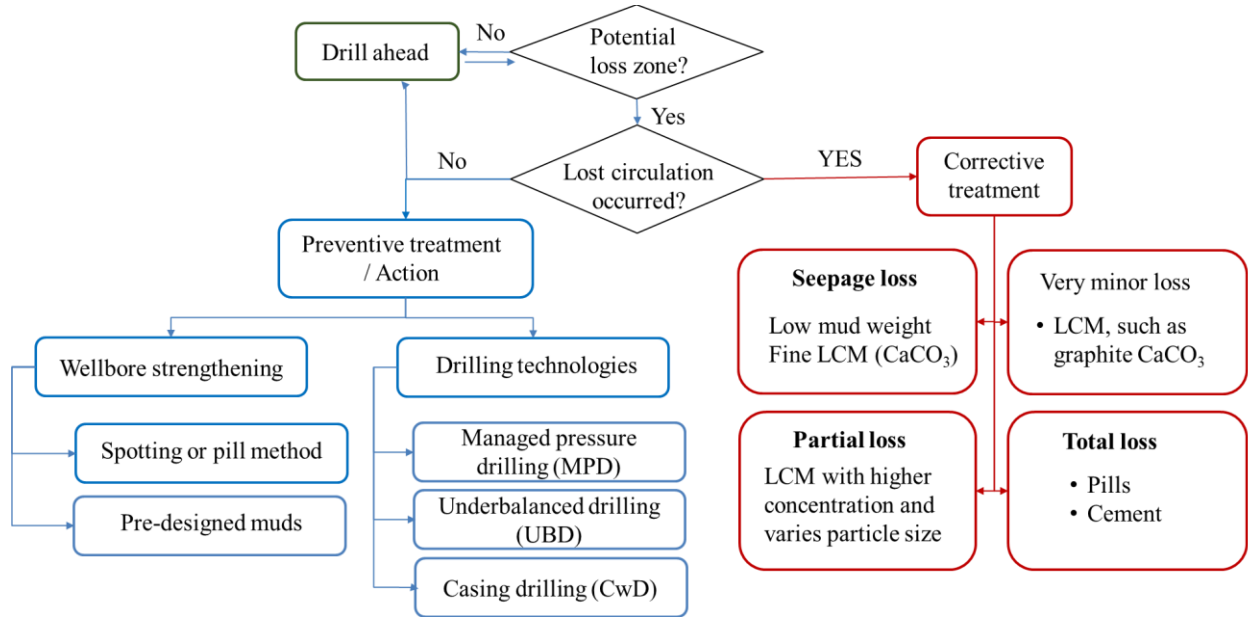 Drill ahead
No
Potential
loss zone?
Yes
No
Lost circulation
occurred?
YES
Corrective
treatment
Preventive treatment
/ Action
Wellbore strengthening
Spotting or pill method
Pre-designed muds
Drilling technologies
Managed pressure
drilling (MPD)
Underbalanced drilling
(UBD)
Casing drilling (CwD)
Seepage loss
Low mud weight
Fine LCM (CaCO₃)
Very minor loss
• LCM, such as
graphite CaCO₃
Partial loss
LCM with higher
concentration and
varies particle size
Total loss
• Pills
• Cement